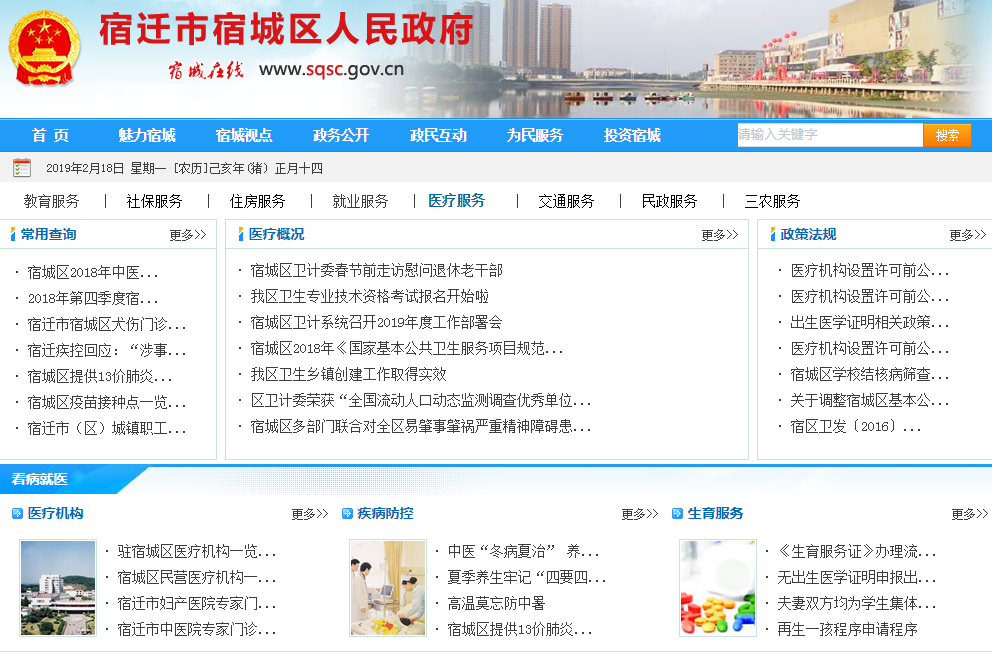 宿迁市宿城区人民政府
宿城在线 www.sqsc.gov.cn
首 页 魅力宿城 宿城视点 政务公开 政民互动 为民服务 投资宿城 请输入关键字 搜索
2019年2月18日 星期一 [农历]己亥年(猪) 正月十四
教育服务 | 社保服务 | 住房服务 | 就业服务 | 医疗服务 | 交通服务 | 民政服务 | 三农服务
常用查询 更多>>
· 宿城区2018年中医...
· 2018年第四季度宿...
· 宿迁市宿城区犬伤门诊...
· 宿迁疾控回应：“涉事...
· 宿城区提供13价肺炎...
· 宿城区疫苗接种点一览...
· 宿迁市（区）城镇职工...
医疗概况 更多>>
· 宿城区卫计委春节前走访慰问退休老干部
· 我区卫生专业技术资格考试报名开始啦
· 宿城区卫计系统召开2019年度工作部署会
· 宿城区2018年《国家基本公共卫生服务项目规范...
· 我区卫生乡镇创建工作取得实效
· 区卫计委荣获“全国流动人口动态监测调查优秀单位...
· 宿城区多部门联合对全区易肇事肇祸严重精神障碍患...
政策法规 更多>>
· 医疗机构设置许可前公...
· 医疗机构设置许可前公...
· 出生医学证明相关政策...
· 医疗机构设置许可前公...
· 宿城区学校结核病筛查...
· 关于调整宿城区基本公...
· 宿区卫发〔2016〕...
看病就医
医疗机构 更多>>
· 驻宿城区医疗机构一览...
· 宿城区民营医疗机构一...
· 宿迁市妇产医院专家门...
· 宿迁市中医院专家门诊...
疾病防控 更多>>
· 中医“冬病夏治” 养...
· 夏季养生牢记“四要四...
· 高温莫忘防中暑
· 宿城区提供13价肺炎...
生育服务 更多>>
· 《生育服务证》办理流...
· 无出生医学证明申报出...
· 夫妻双方均为学生集体...
· 再生一孩程序申请程序